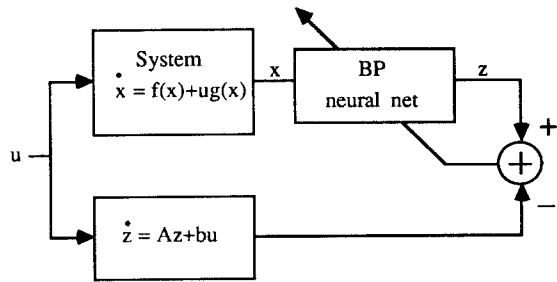 System
ẋ = f(x)+ug(x)
x
BP
neural net
z
+
u
+
ż = Az+bu
−